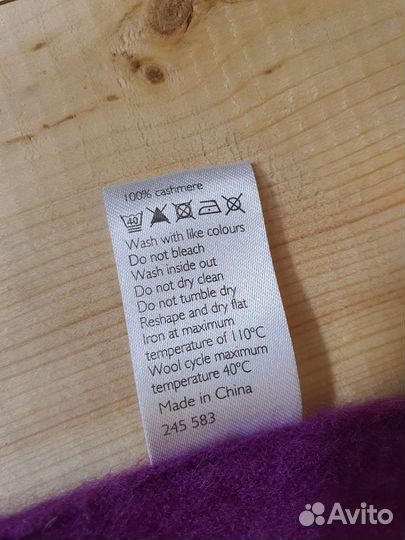 100% cashmere
40
Wash with like colours
Do not bleach
Wash inside out
Do not dry clean
Do not tumble dry
Reshape and dry flat
Iron at maximum
temperature of 110°C
Wool cycle maximum
temperature 40°C
Made in China
245 583
Avito